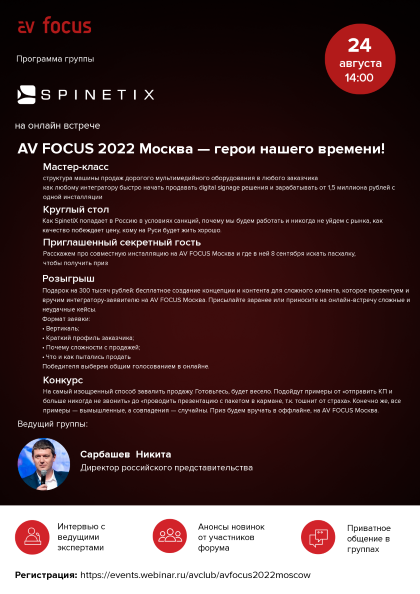 av focus
24
августа
14:00
Программа группы
SPINETIX
на онлайн встрече
AV FOCUS 2022 Москва — герои нашего времени!
Мастер-класс
структура машины продаж дорогого мультимедийного оборудования в любого заказчика
как любому интегратору быстро начать продавать digital signage решения и зарабатывать от 1,5 миллиона рублей с
одной инсталляции
Круглый стол
Как SpinetiX попадает в Россию в условиях санкций, почему мы будем работать и никогда не уйдем с рынка, как
качество побеждает цену, кому на Руси будет жить хорошо
Приглашенный секретный гость
Расскажем про совместную инсталляцию на AV FOCUS Москва и где в ней 8 сентября искать пасхалку,
чтобы получить приз
Розыгрыш
Подарок на 300 тысяч рублей: бесплатное создание концепции и контента для сложного клиента, которое презентуем и
вручим интегратору-заявителю на AV FOCUS Москва. Присылайте заранее или приносите на онлайн-встречу сложные и
неудачные кейсы.
Формат заявки:
• Вертикаль;
• Краткий профиль заказчика;
• Почему сложности с продажей;
• Что и как пытались продать
Победителя выберем общим голосованием в онлайне.
Конкурс
На самый изощренный способ завалить продажу. Готовьтесь, будет весело. Подойдут примеры от «отправить КП и
больше никогда не звонить» до «проводить презентацию с пакетом в кармане, т.к. тошнит от страха». Конечно же, все
примеры — вымышленные, а совпадения — случайны. Приз будем вручать в оффлайне, на AV FOCUS Москва.
Ведущий группы:
Сарбашев Никита
Директор российского представительства
Интервью с
ведущими
экспертами
Анонсы новинок
от участников
форума
Приватное
общение в
группах
Регистрация: https://events.webinar.ru/avclub/avfocus2022moscow